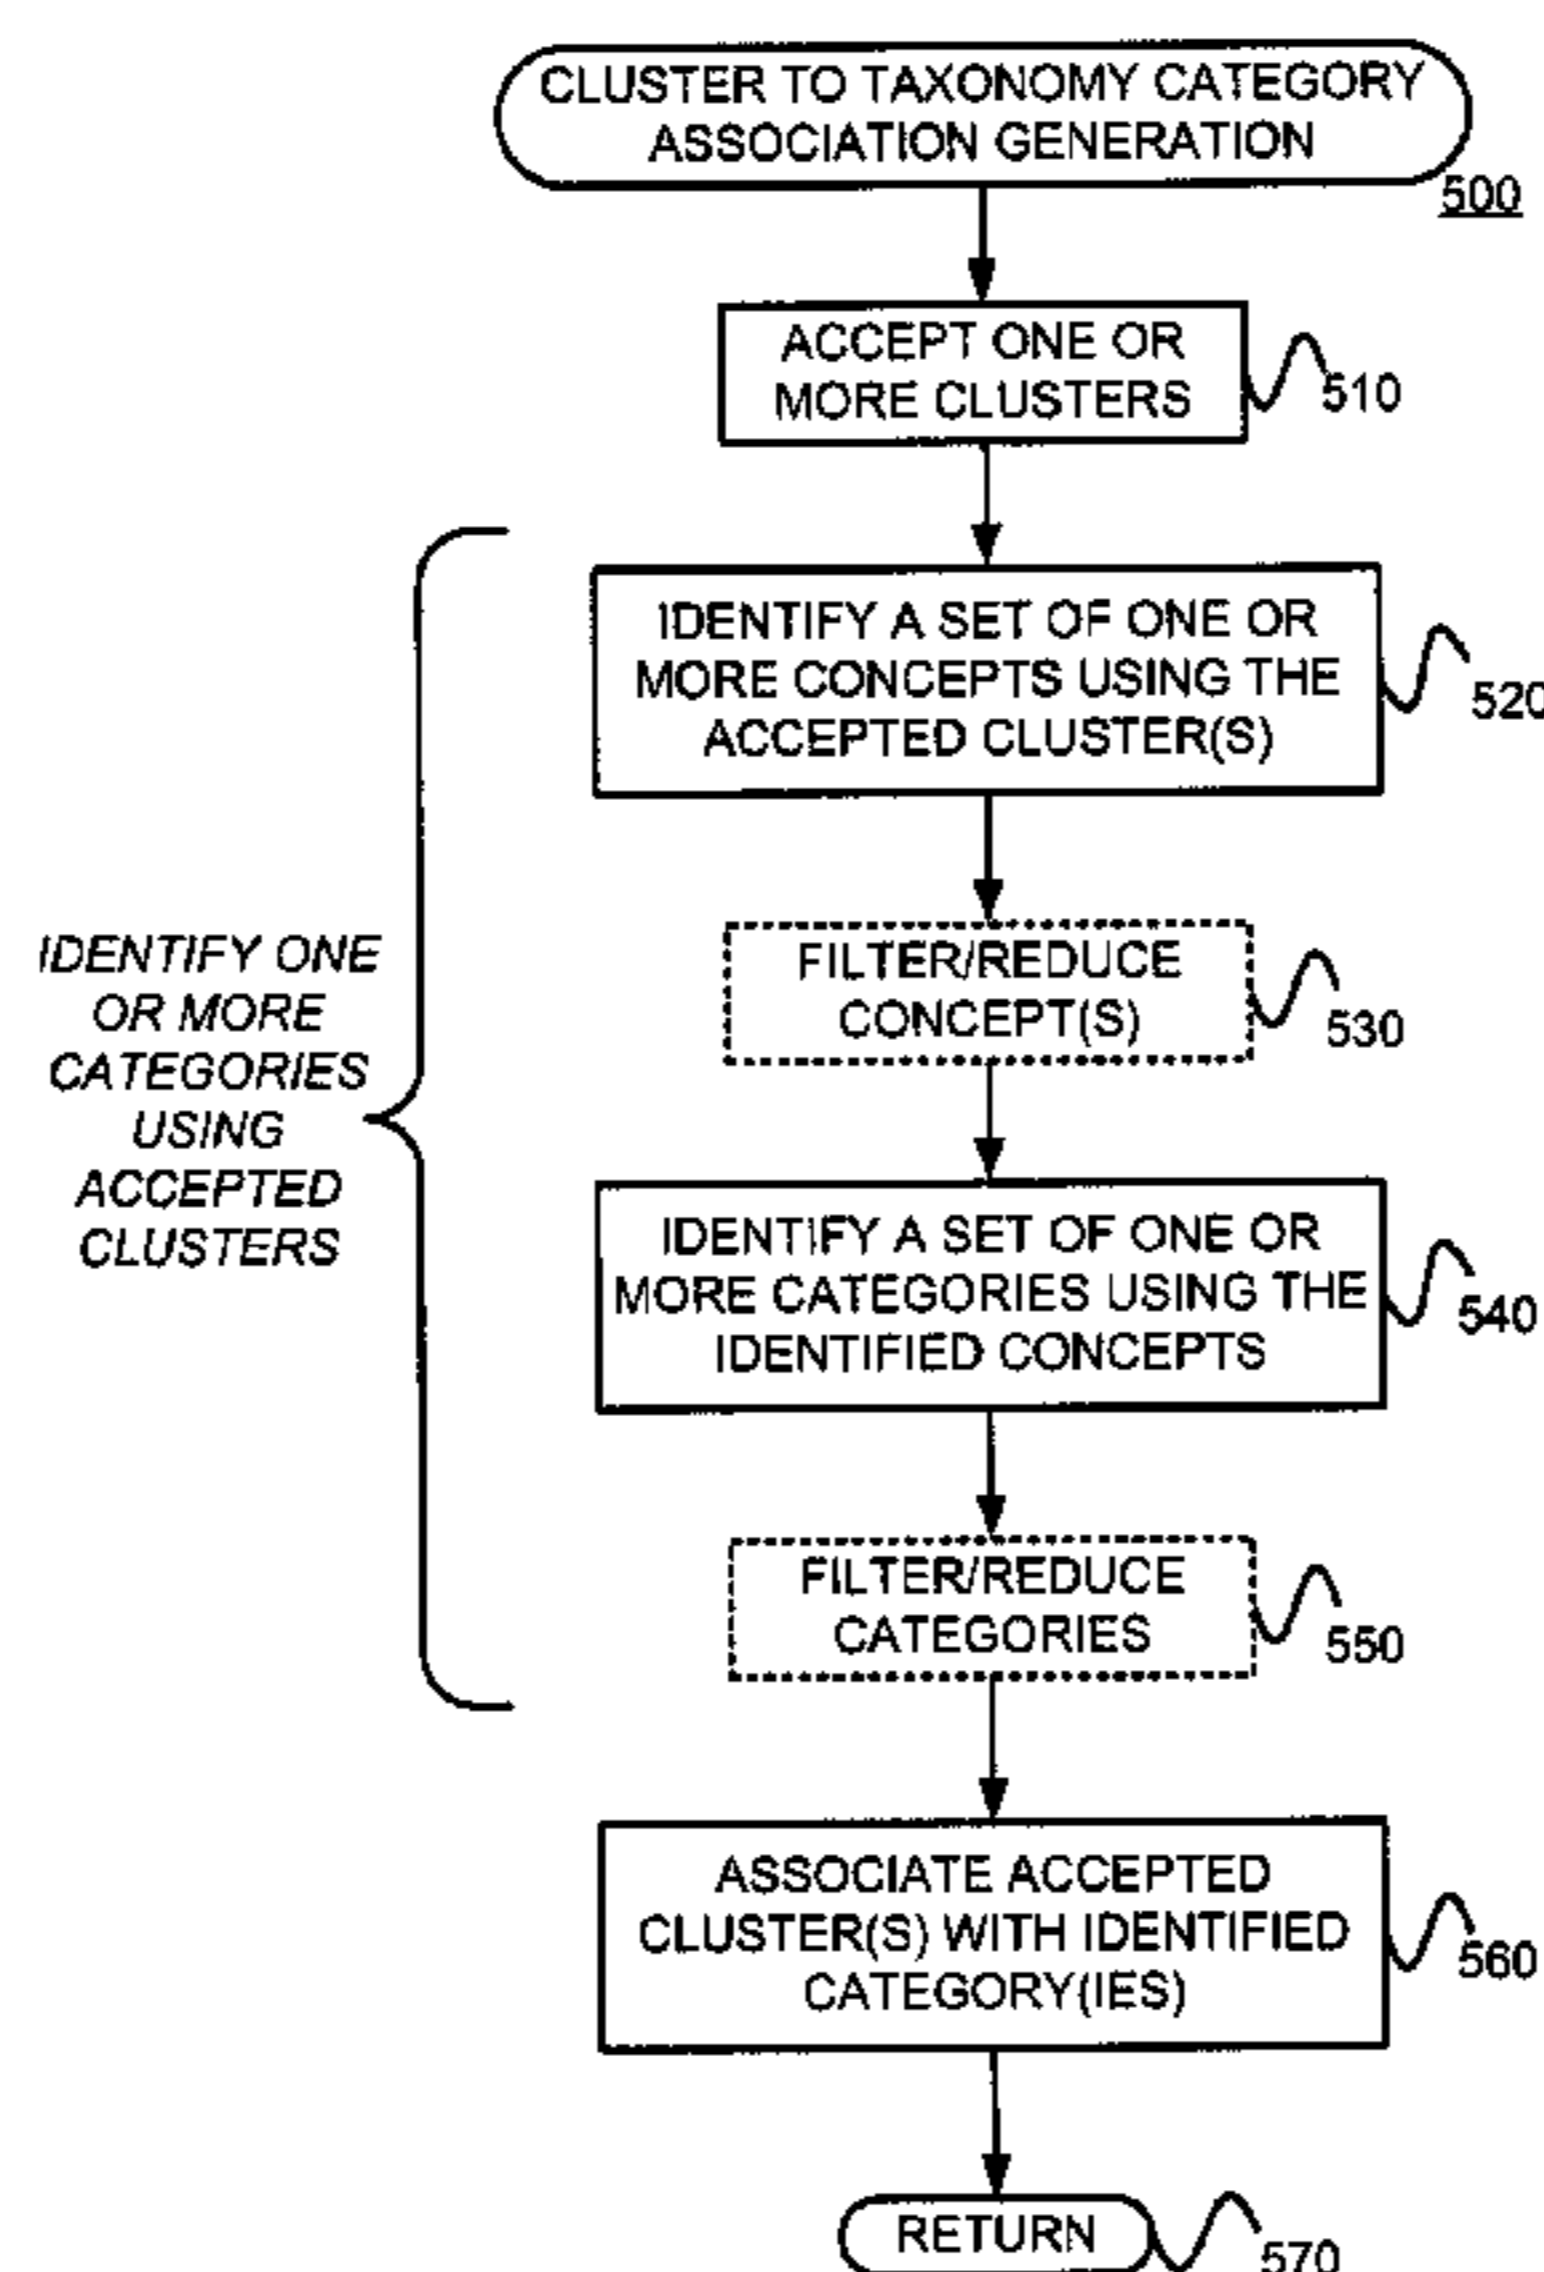 CLUSTER TO TAXONOMY CATEGORY
ASSOCIATION GENERATION
500
ACCEPT ONE OR
MORE CLUSTERS
510
IDENTIFY A SET OF ONE OR
MORE CONCEPTS USING THE
ACCEPTED CLUSTER(S)
520
FILTER/REDUCE
CONCEPT(S)
530
IDENTIFY ONE
OR MORE
CATEGORIES
USING
ACCEPTED
CLUSTERS
IDENTIFY A SET OF ONE OR
MORE CATEGORIES USING THE
IDENTIFIED CONCEPTS
540
FILTER/REDUCE
CATEGORIES
550
ASSOCIATE ACCEPTED
CLUSTER(S) WITH IDENTIFIED
CATEGORY(IES)
560
RETURN
570